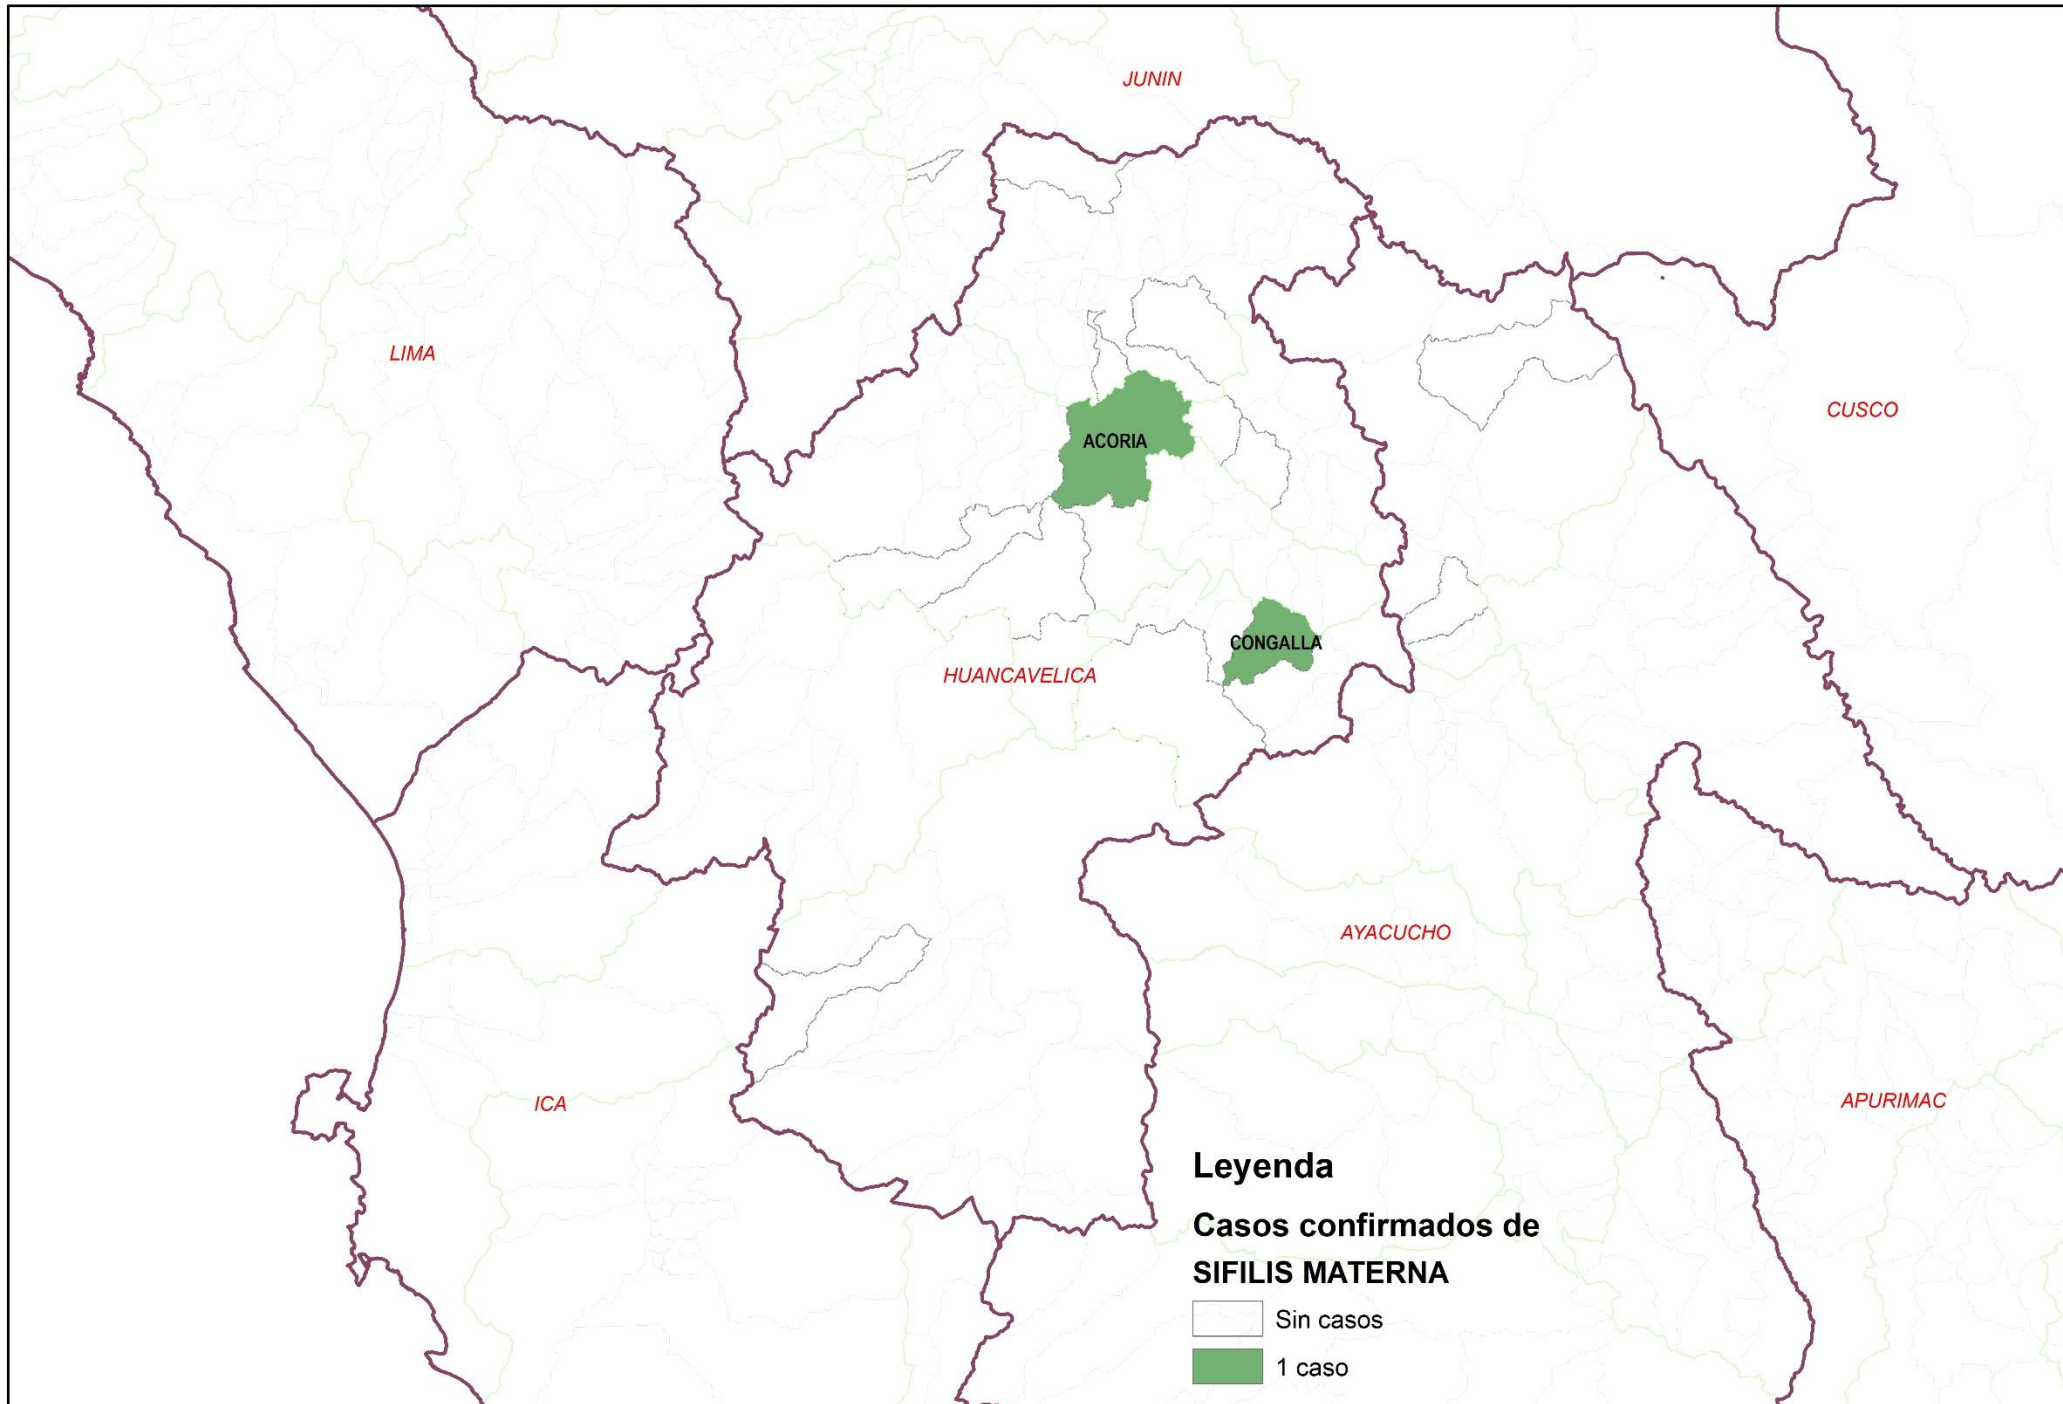 JUNIN
LIMA
CUSCO
ACORIA
CONGALLA
HUANCAVELICA
AYACUCHO
ICA
APURIMAC
Leyenda
Casos confirmados de
SIFILIS MATERNA
Sin casos
1 caso